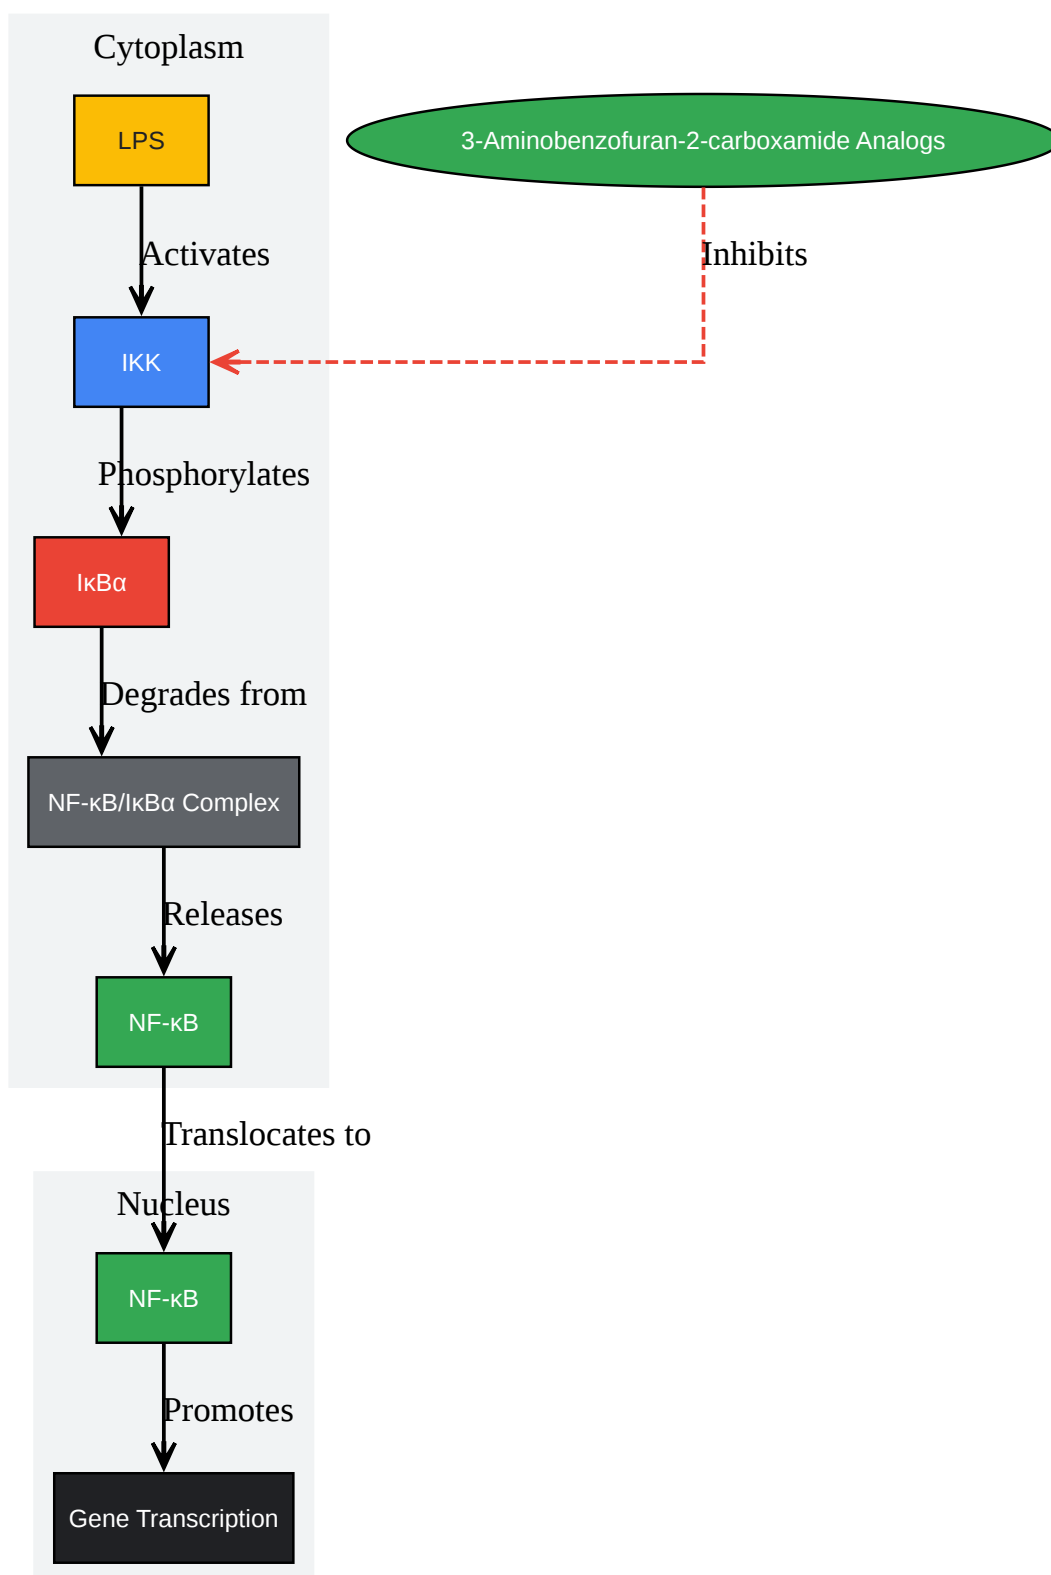 Cytoplasm
LPS
3-Aminobenzofuran-2-carboxamide Analogs
Activates
Inhibits
IKK
Phosphorylates
IκBα
Degrades from
NF-κB/IκBα Complex
Releases
NF-κB
Translocates to
Nucleus
NF-κB
Promotes
Gene Transcription